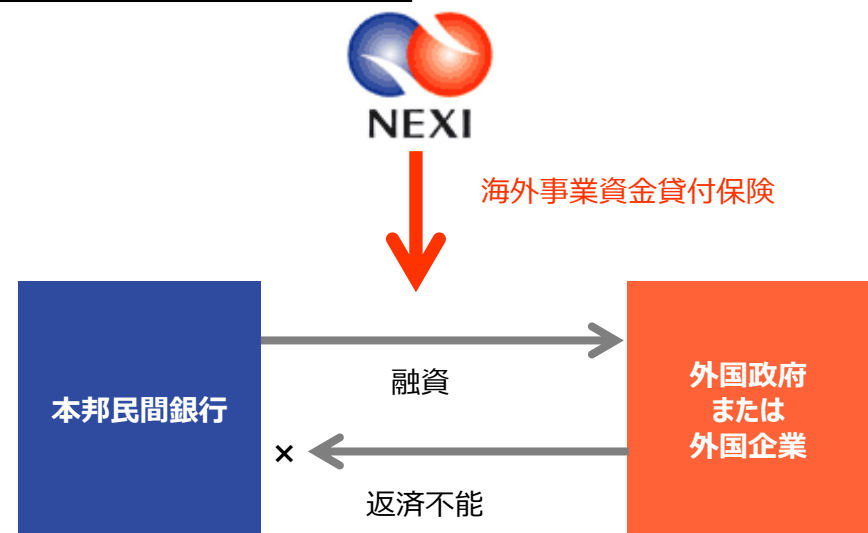 NEXI
海外事業資金貸付保険
融資
本邦民間銀行
外国政府
または
外国企業
×
返済不能